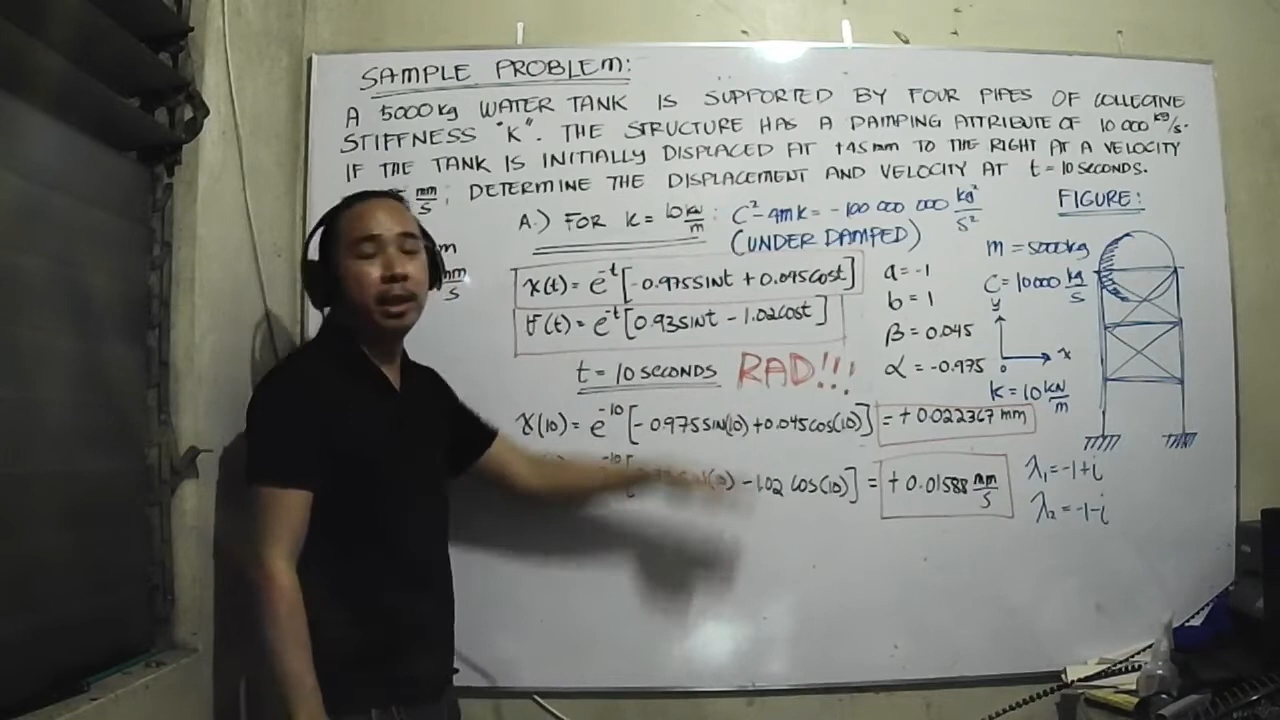 SAMPLE PROBLEM:
A 5000kg WATER TANK IS SUPPORTED BY FOUR PIPES OF COLLECTIVE
STIFFNESS "K". THE STRUCTURE HAS A DAMPING ATTRIBUTE OF 10 000 kg/s.
IF THE TANK IS INITIALLY DISPLACED AT +45mm TO THE RIGHT AT A VELOCITY
mm/s; DETERMINE THE DISPLACEMENT AND VELOCITY AT t = 10 SECONDS.
A.) FOR K = 10 kN/m : C² - 4mK = -100 000 000 kg²/s²
(UNDER DAMPED)
m
mm/s
x(t) = e^-t [-0.975sint + 0.045cost]
v(t) = e^-t [0.93sint - 1.02cost]
t = 10 SECONDS RAD!!!
x(10) = e^-10 [-0.975sin(10) + 0.045cos(10)] = +0.022367 mm
-10 [ (10) - 1.02 cos(10)] = +0.01588 mm/s
a = -1
b = 1
β = 0.045
α = -0.975
FIGURE:
m = 5000kg
C = 10000 kg/s
y
x
0
K = 10 kN/m
λ₁ = -1+i
λ₂ = -1-i